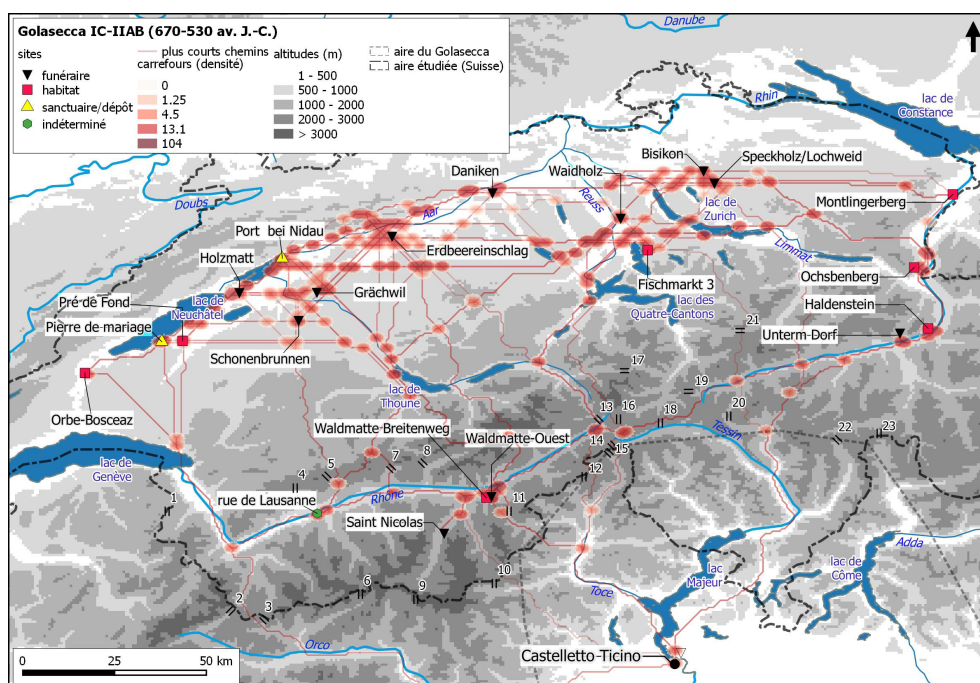 Golasecca IC-IIAB (670-530 av. J.-C.)
sites
funéraire
habitat
sanctuaire/dépôt
indéterminé
plus courts chemins
carrefours (densité)
0
1.25
4.5
13.1
104
altitudes (m)
1 - 500
500 - 1000
1000 - 2000
2000 - 3000
> 3000
aire du Golasecca
aire étudiée (Suisse)
Danube
Rhin
lac de
Constance
Doubs
Daniken
Waidholz
Bisikon
Speckholz/Lochweid
Montlingerberg
Reuss
lac de
Zurich
Aar
Port bei Nidau
Erdbeereinschlag
Limmat
Holzmatt
Ochsbenberg
Fischmarkt 3
Grächwil
Pré de Fond
lac de
Neuchâtel
lac des
Quatre-Cantons
Haldenstein
Pierre de-mariage
21
Unterm-Dorf
Schonenbrunnen
17
lac de
Thoune
19
Orbe-Bosceaz
13
16
18
20
Waldmatte-Breitenweg
Waldmatte-Ouest
14
Tessin
22
23
15
lac de
Genève
4
5
7
8
12
Rhône
rue de Lausanne
11
1
Saint Nicolas
Adda
lac
Majeur
lac de
Côme
10
6
9
Toce
2
3
Orco
Castelletto-Ticino
0
25
50 km